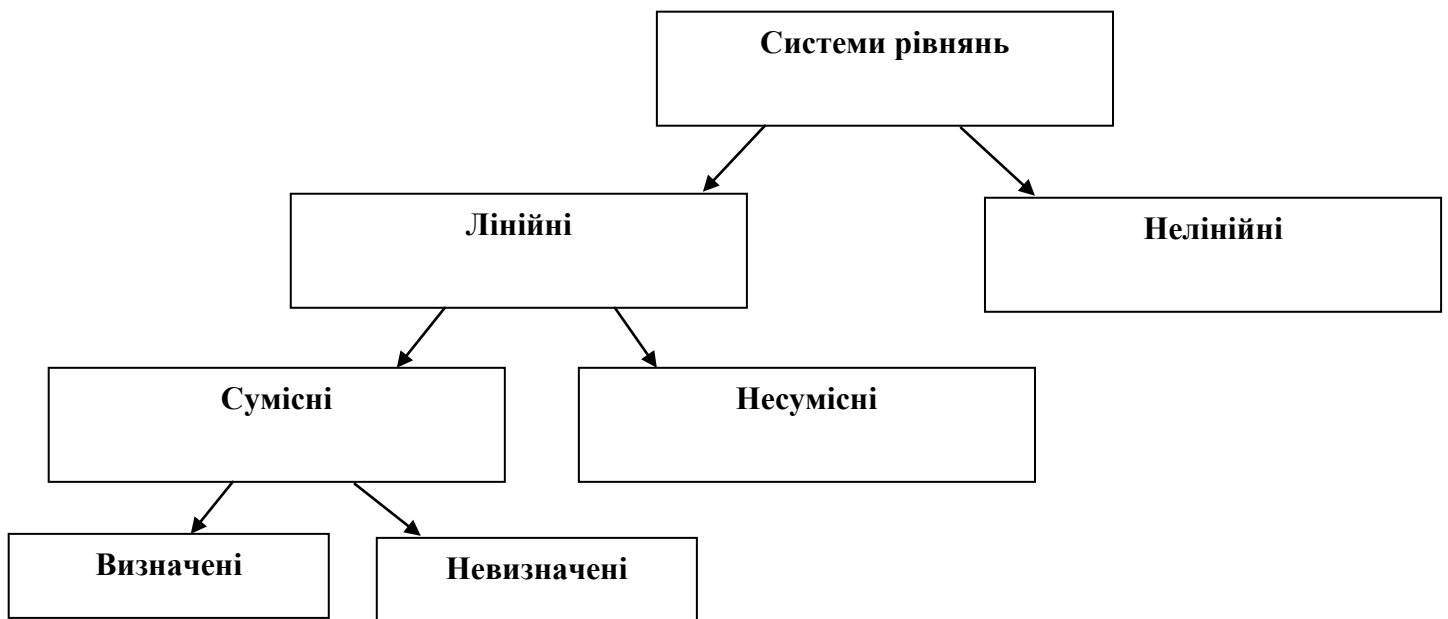 Системи рівнянь
Лінійні
Нелінійні
Сумісні
Несумісні
Визначені
Невизначені